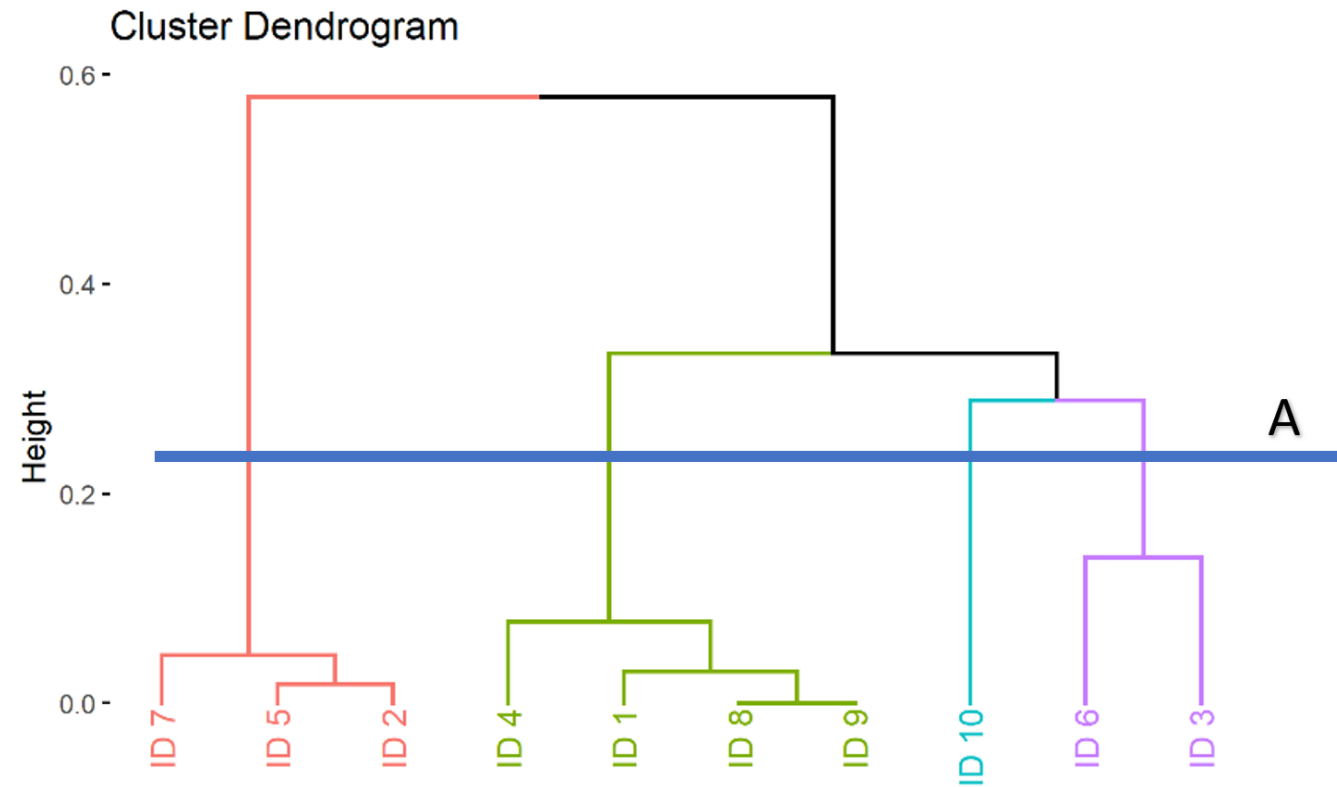 Cluster Dendrogram
0.6
0.4
0.2
0.0
Height
A
ID 7
ID 5
ID 2
ID 4
ID 1
ID 8
ID 9
ID 10
ID 6
ID 3